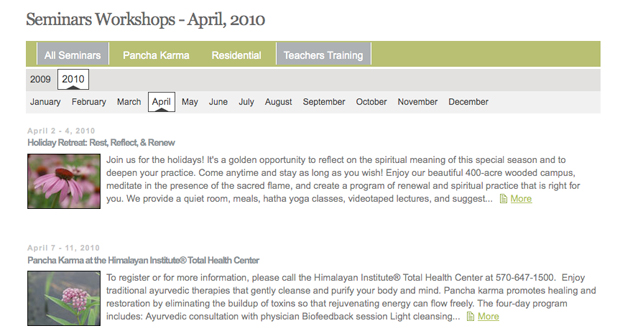 Seminars Workshops - April, 2010
All Seminars Pancha Karma Residential Teachers Training
2009 2010
January February March April May June July August September October November December
April 2 - 4, 2010
Holiday Retreat: Rest, Reflect, & Renew
Join us for the holidays! It's a golden opportunity to reflect on the spiritual meaning of this special season and to
deepen your practice. Come anytime and stay as long as you wish! Enjoy our beautiful 400-acre wooded campus,
meditate in the presence of the sacred flame, and create a program of renewal and spiritual practice that is right for
you. We provide a quiet room, meals, hatha yoga classes, videotaped lectures, and suggest... More
April 7 - 11, 2010
Pancha Karma at the Himalayan Institute® Total Health Center
To register or for more information, please call the Himalayan Institute® Total Health Center at 570-647-1500. Enjoy
traditional ayurvedic therapies that gently cleanse and purify your body and mind. Pancha karma promotes healing and
restoration by eliminating the buildup of toxins so that rejuvenating energy can flow freely. The four-day program
includes: Ayurvedic consultation with physician Biofeedback session Light cleansing... More